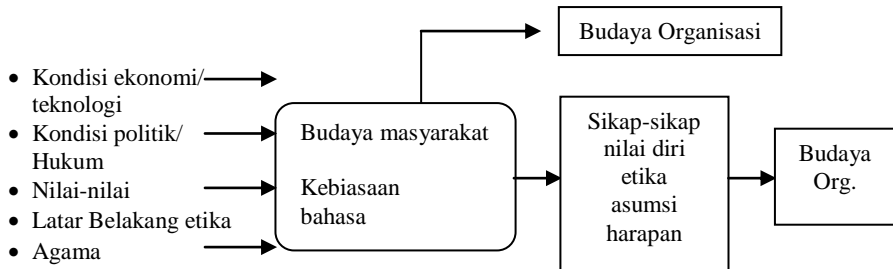 Budaya Organisasi
• Kondisi ekonomi/
teknologi
• Kondisi politik/
Hukum
• Nilai-nilai
• Latar Belakang etika
• Agama
Budaya masyarakat
Kebiasaan
bahasa
Sikap-sikap
nilai diri
etika
asumsi
harapan
Budaya
Org.